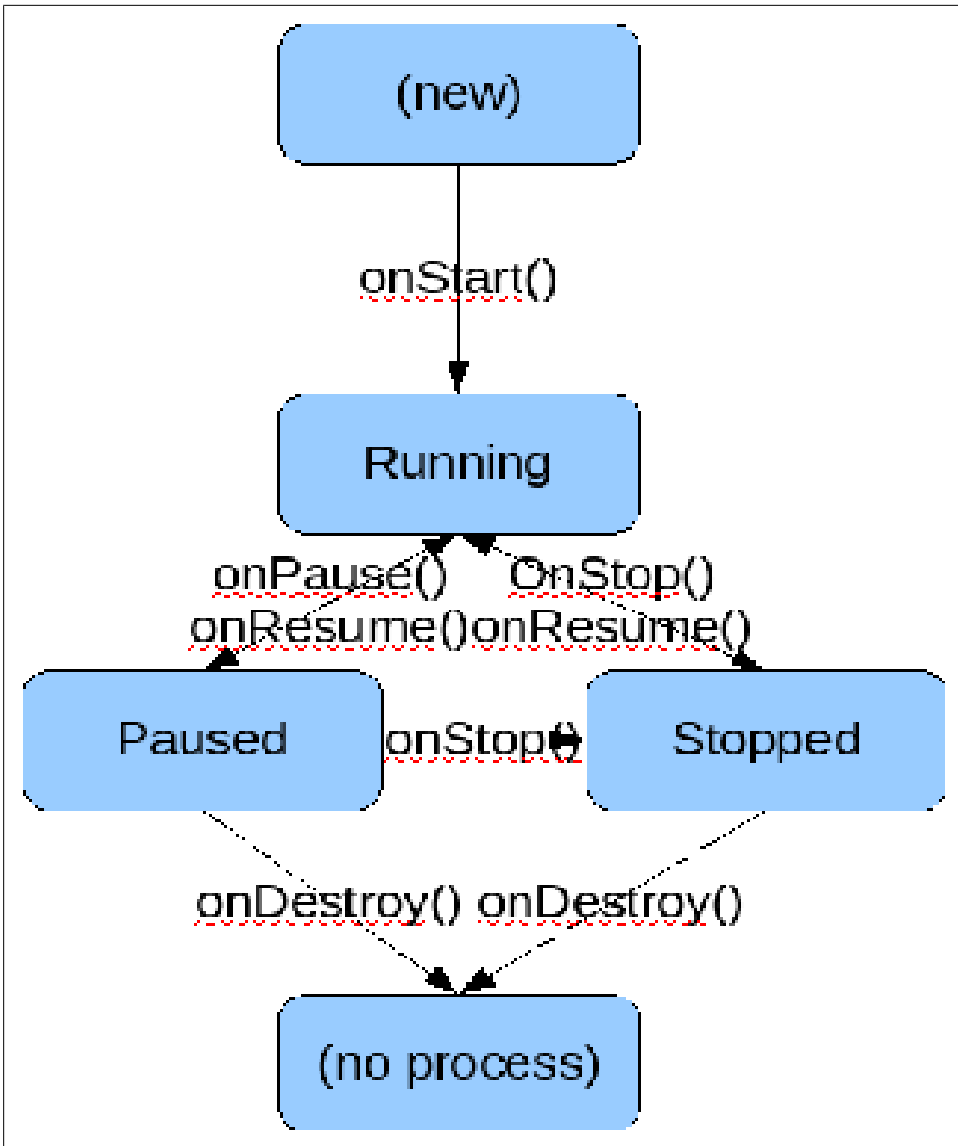 (new)
onStart()
Running
onPause() OnStop()
onResume() onResume()
Paused onStop() Stopped
onDestroy() onDestroy()
(no process)